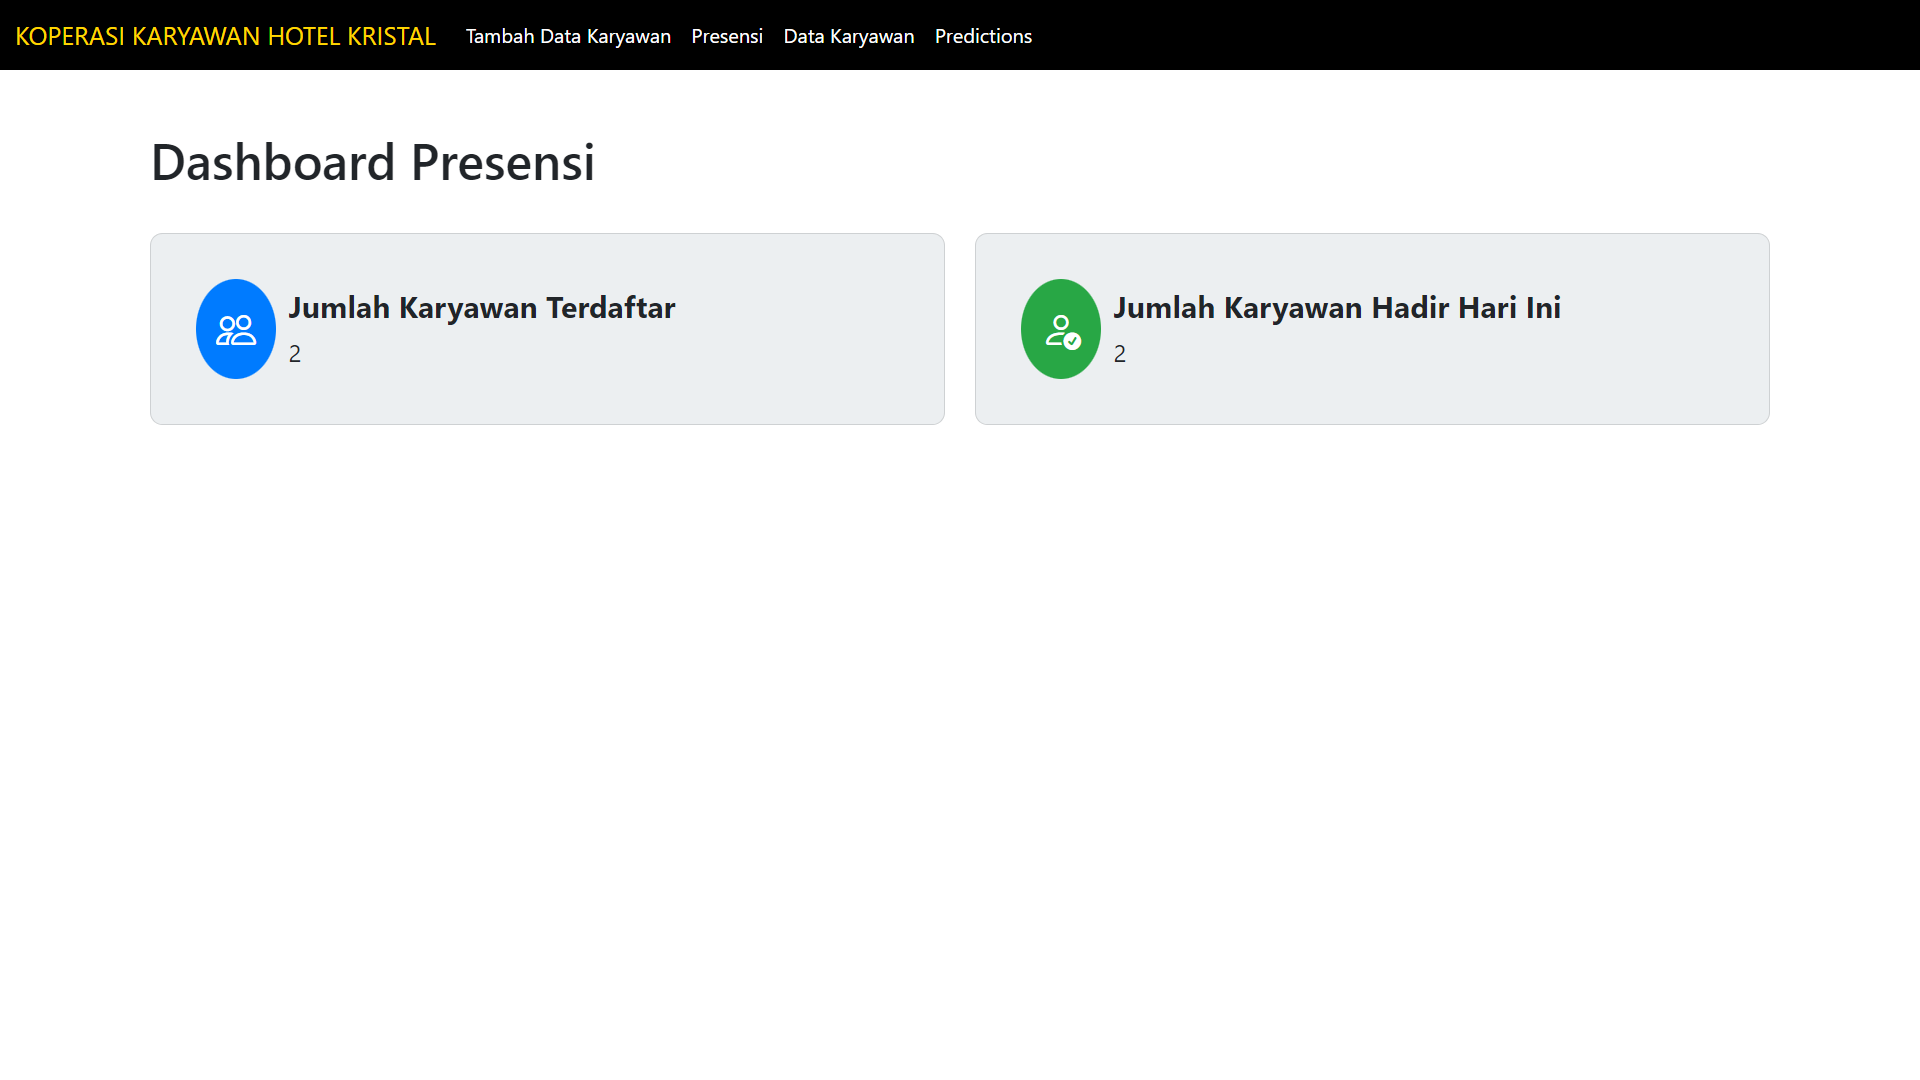 KOPERASI KARYAWAN HOTEL KRISTAL Tambah Data Karyawan Presensi Data Karyawan Predictions
Dashboard Presensi
Jumlah Karyawan Terdaftar
2
Jumlah Karyawan Hadir Hari Ini
2